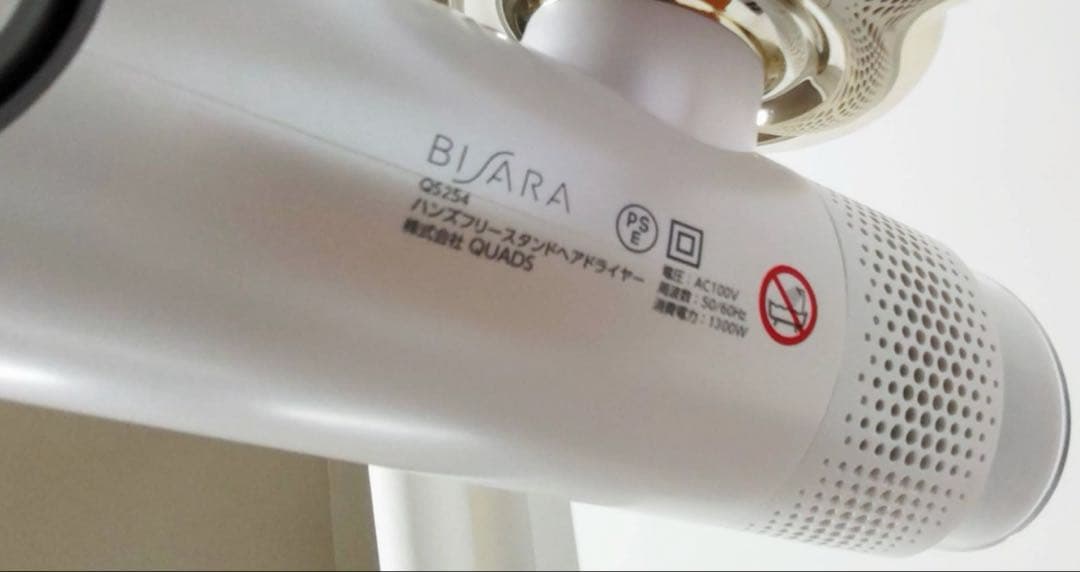 BISARA
QS254
ハンズフリースタンドヘアドライヤー
株式会社 QUADS
PSE
電圧：AC100V
周波数：50/60Hz
消費電力：1300W